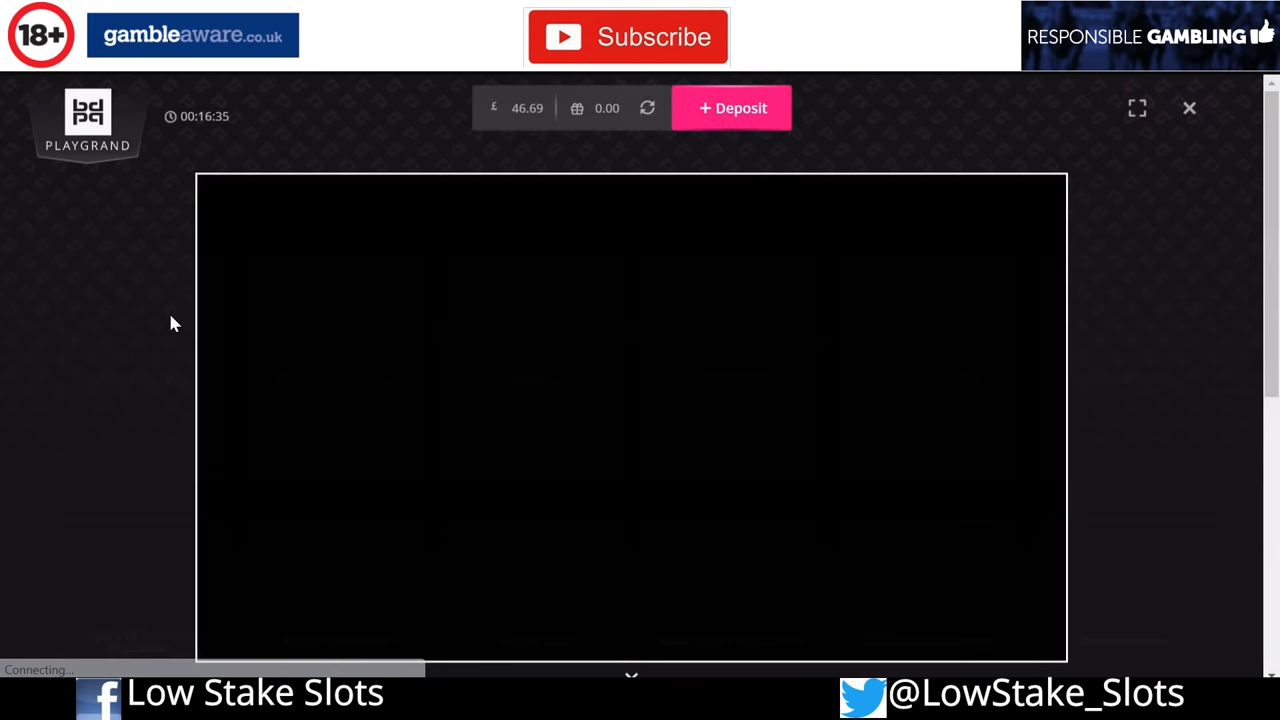 18+
gambleaware.co.uk
Subscribe
RESPONSIBLE GAMBLING
PLAYGRAND
00:16:35
£ 46.69
0.00
+ Deposit
Connecting...
Low Stake Slots
@LowStake_Slots